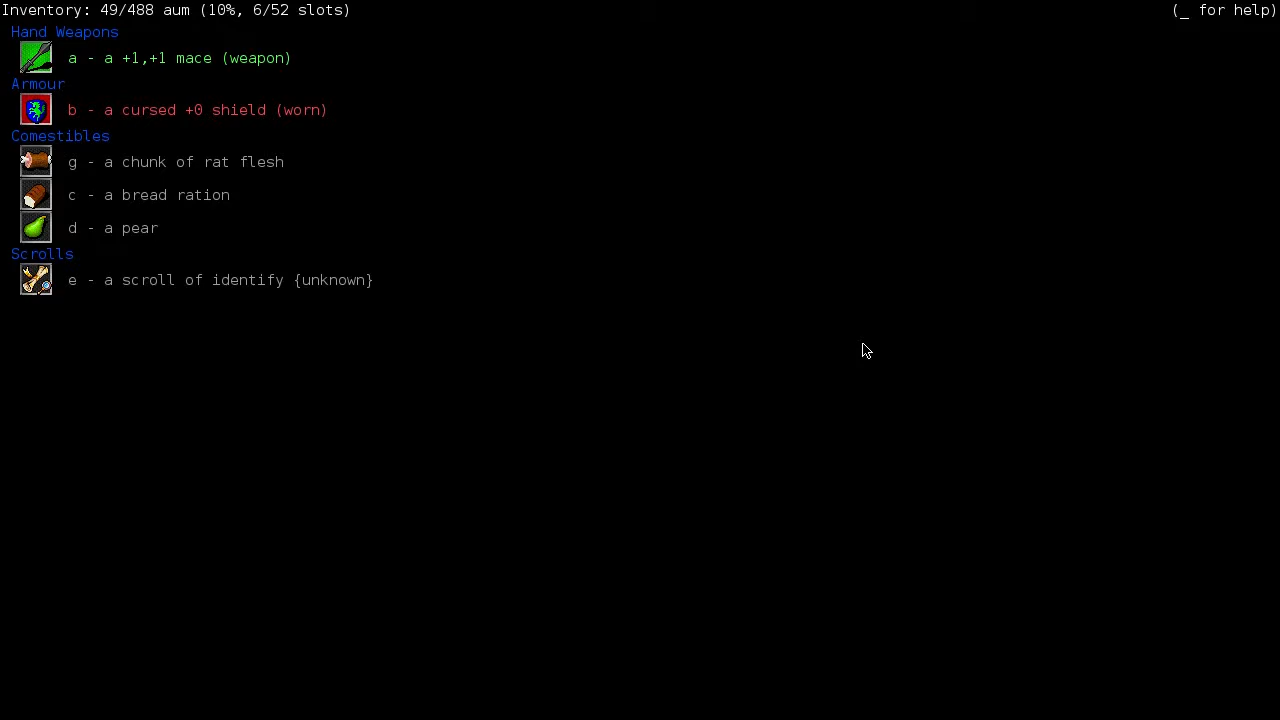 Inventory: 49/488 aum (10%, 6/52 slots) (_ for help)
Hand Weapons
a - a +1,+1 mace (weapon)
Armour
b - a cursed +0 shield (worn)
Comestibles
g - a chunk of rat flesh
c - a bread ration
d - a pear
Scrolls
e - a scroll of identify {unknown}